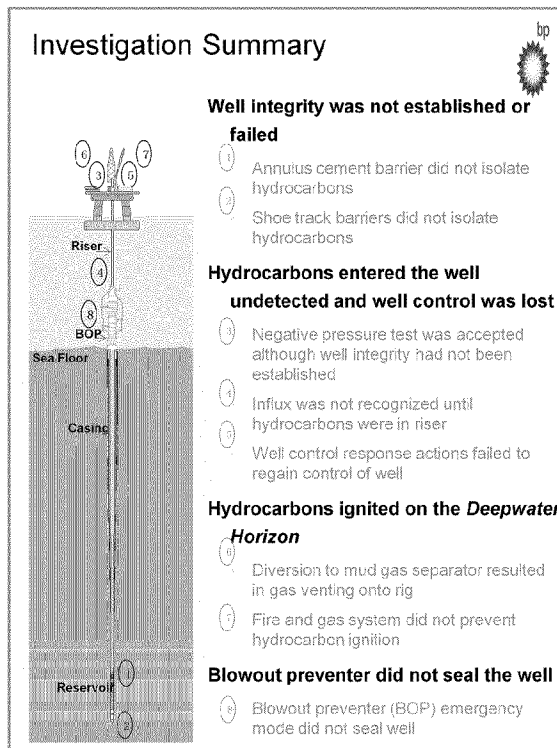 Investigation Summary
bp
Well integrity was not established or
failed
1
Annulus cement barrier did not isolate
hydrocarbons
2
Shoe track barriers did not isolate
hydrocarbons
Hydrocarbons entered the well
undetected and well control was lost
3
Negative pressure test was accepted
although well integrity had not been
established
4
Influx was not recognized until
hydrocarbons were in riser
5
Well control response actions failed to
regain control of well
Hydrocarbons ignited on the Deepwater
Horizon
6
Diversion to mud gas separator resulted
in gas venting onto rig
7
Fire and gas system did not prevent
hydrocarbon ignition
Blowout preventer did not seal the well
8
Blowout preventer (BOP) emergency
mode did not seal well
6
7
3
5
Riser
4
8
BOP
Sea Floor
Casing
Reservoir
1
2